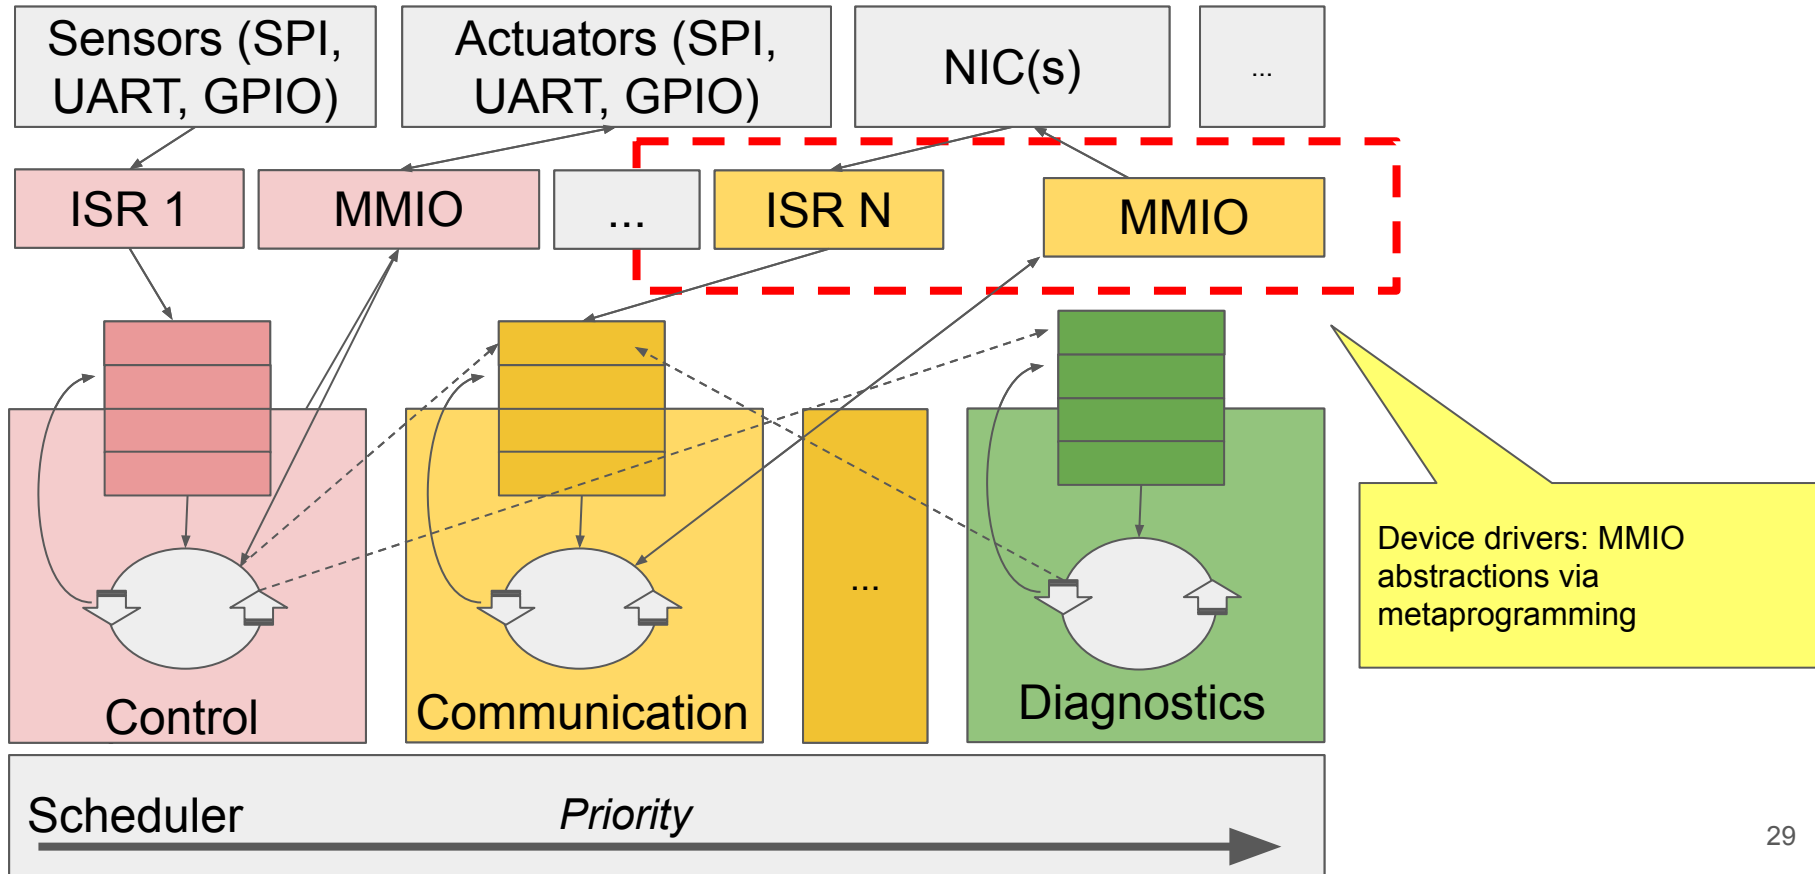 Sensors (SPI,
UART, GPIO)
Actuators (SPI,
UART, GPIO)
NIC(s)
...
ISR 1
MMIO
...
ISR N
MMIO
Device drivers: MMIO
abstractions via
metaprogramming
...
Control
Communication
Diagnostics
Scheduler
Priority
29